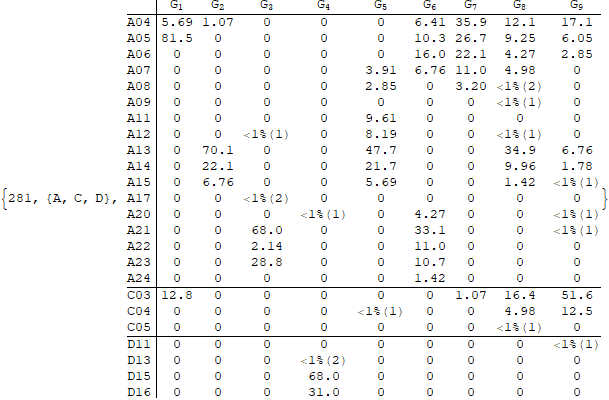 G1 G2 G3 G4 G5 G6 G7 G8 G9
A04 5.69 1.07 0 0 0 6.41 35.9 12.1 17.1
A05 81.5 0 0 0 0 10.3 26.7 9.25 6.05
A06 0 0 0 0 0 16.0 22.1 4.27 2.85
A07 0 0 0 0 3.91 6.76 11.0 4.98 0
A08 0 0 0 0 2.85 0 3.20 <1%(2) 0
A09 0 0 0 0 0 0 0 <1%(1) 0
A11 0 0 0 0 9.61 0 0 0 0
A12 0 0 <1%(1) 0 8.19 0 0 <1%(1) 0
A13 0 70.1 0 0 47.7 0 0 34.9 6.76
A14 0 22.1 0 0 21.7 0 0 9.96 1.78
A15 0 6.76 0 0 5.69 0 0 1.42 <1%(1)
{281, {A, C, D}, A17 0 0 <1%(2) 0 0 0 0 0 0 }
A20 0 0 0 <1%(1) 0 4.27 0 0 <1%(1)
A21 0 0 68.0 0 0 33.1 0 0 <1%(1)
A22 0 0 2.14 0 0 11.0 0 0 0
A23 0 0 28.8 0 0 10.7 0 0 0
A24 0 0 0 0 0 1.42 0 0 0
C03 12.8 0 0 0 0 0 1.07 16.4 51.6
C04 0 0 0 0 <1%(1) 0 0 4.98 12.5
C05 0 0 0 0 0 0 0 <1%(1) 0
D11 0 0 0 0 0 0 0 0 <1%(1)
D13 0 0 0 <1%(2) 0 0 0 0 0
D15 0 0 0 68.0 0 0 0 0 0
D16 0 0 0 31.0 0 0 0 0 0